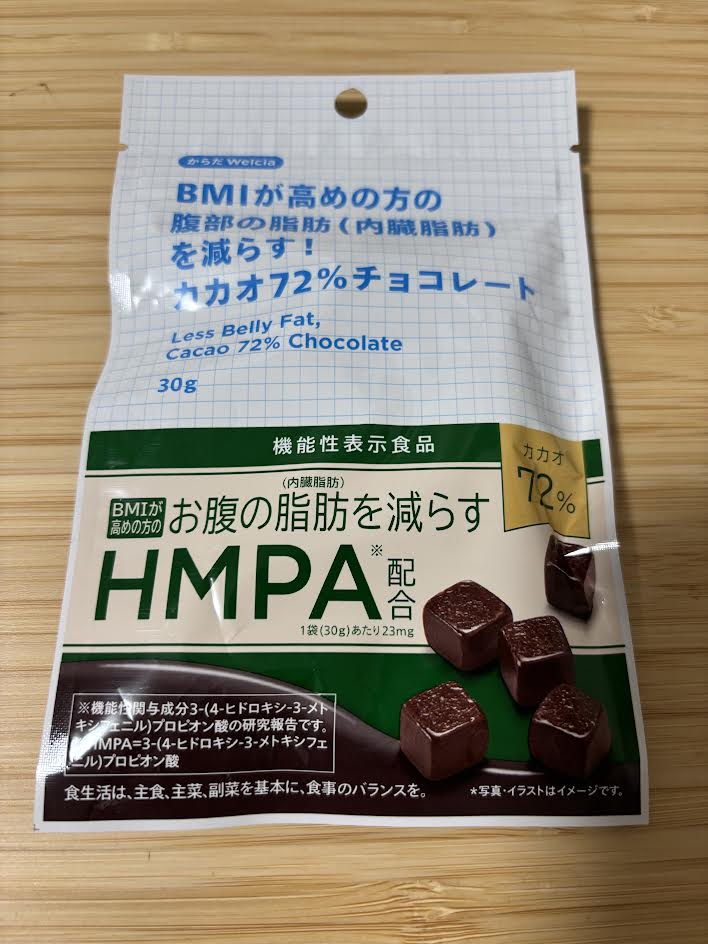 からだWelcia
BMIが高めの方の
腹部の脂肪(内臓脂肪)
を減らす!
カカオ72%チョコレート
Less Belly Fat,
Cacao 72% Chocolate
30g
機能性表示食品
カカオ
72%
(内臓脂肪)
BMIが
高めの方の
お腹の脂肪を減らす
HMPA※
配合
1袋(30g)あたり23mg
※機能性関与成分3-(4-ヒドロキシ-3-メト
キシフェニル)プロピオン酸の研究報告です。
HMPA=3-(4-ヒドロキシ-3-メトキシフェ
ニル)プロピオン酸
食生活は、主食、主菜、副菜を基本に、食事のバランスを。
*写真・イラストはイメージです。